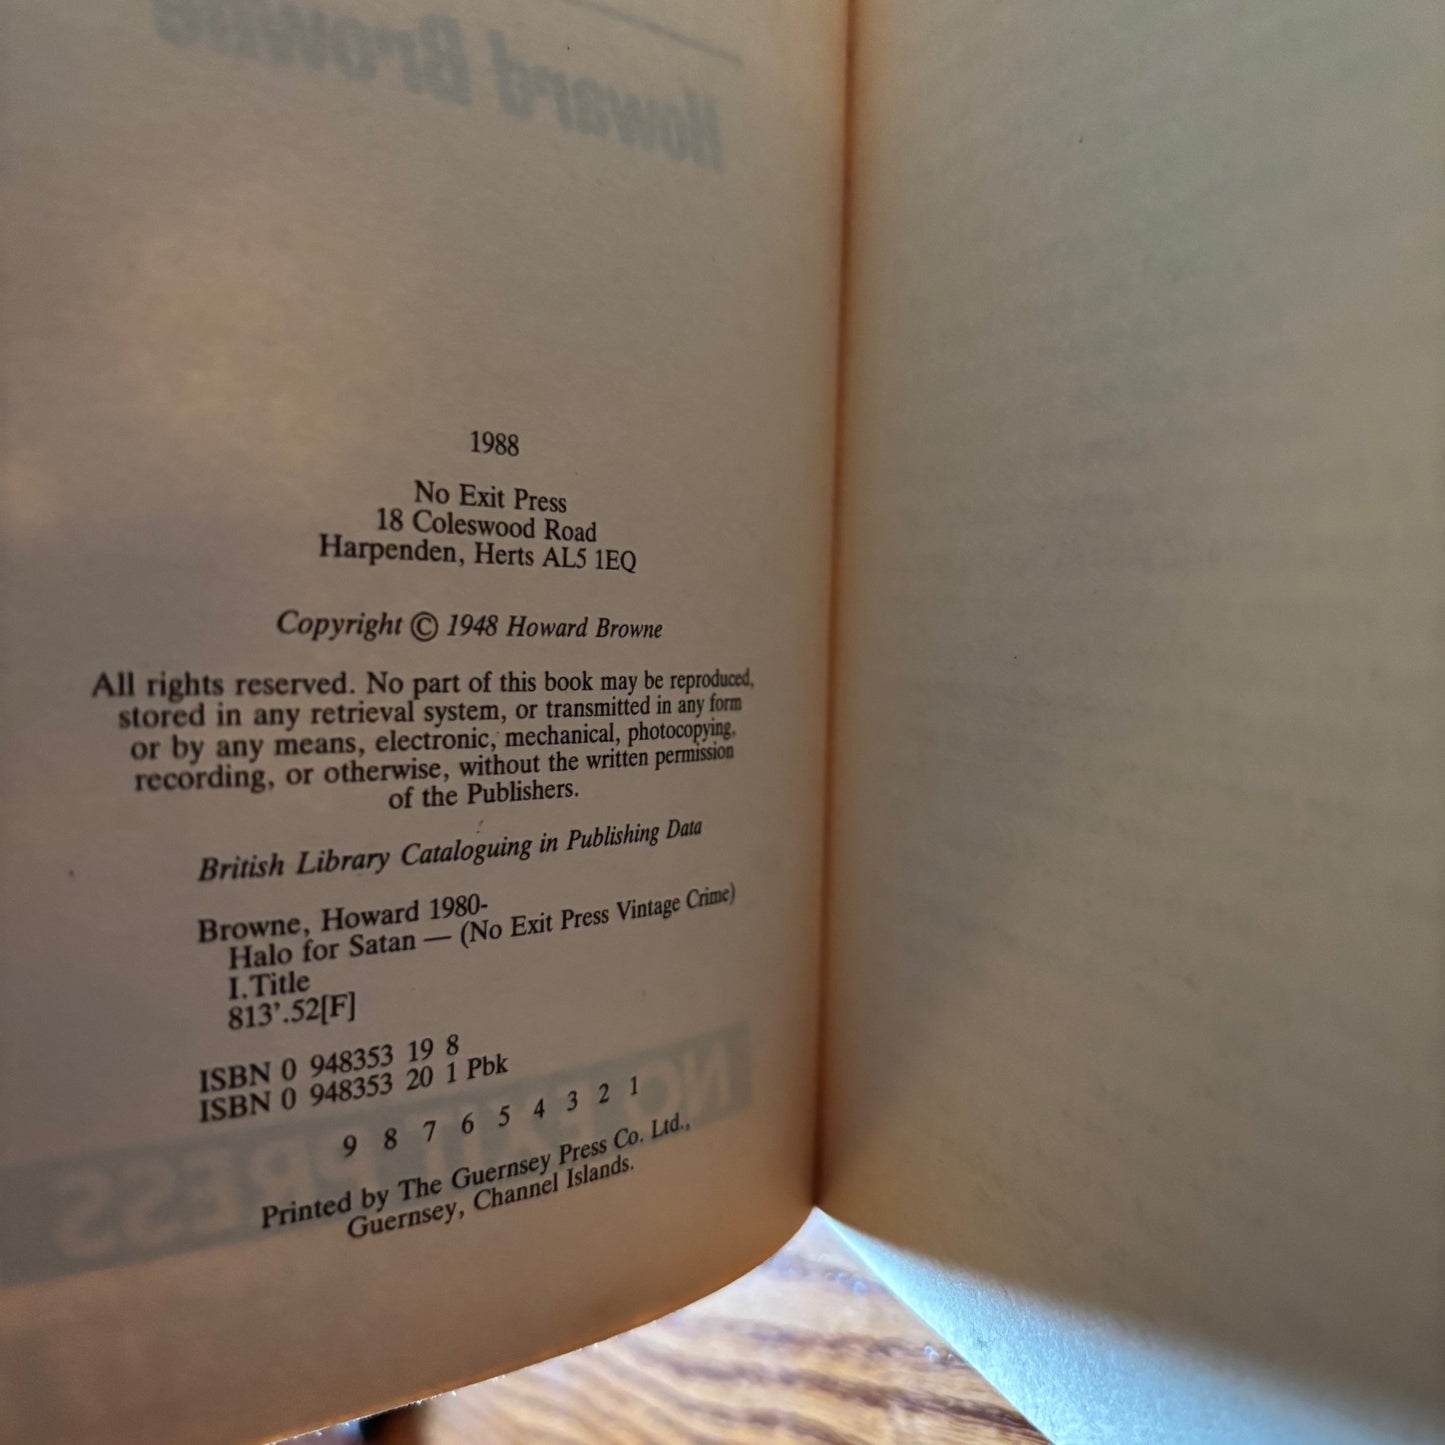 Howard Browne
1988
No Exit Press
18 Coleswood Road
Harpenden, Herts AL5 1EQ
Copyright © 1948 Howard Browne
All rights reserved. No part of this book may be reproduced,
stored in any retrieval system, or transmitted in any form
or by any means, electronic, mechanical, photocopying,
recording, or otherwise, without the written permission
of the Publishers.
British Library Cataloguing in Publishing Data
Browne, Howard 1980-
Halo for Satan — (No Exit Press Vintage Crime)
I.Title
813'.52[F]
ISBN 0 948353 19 8
ISBN 0 948353 20 1 Pbk
9 8 7 6 5 4 3 2 1
NO EXIT PRESS
Printed by The Guernsey Press Co. Ltd.,
Guernsey, Channel Islands.